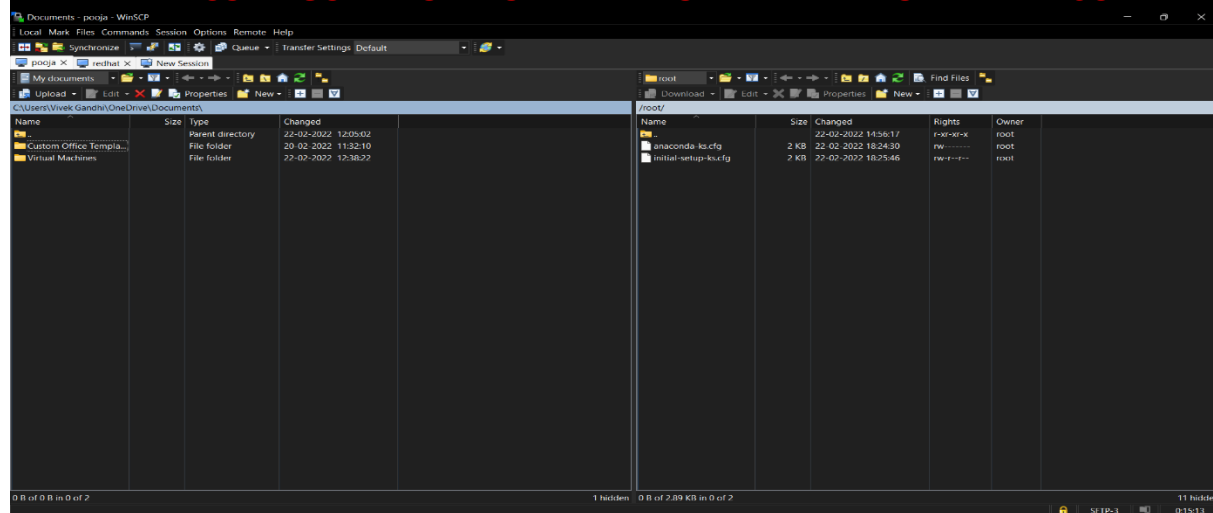 Documents - pooja - WinSCP
Local Mark Files Commands Session Options Remote Help
Synchronize Queue Transfer Settings Default
pooja redhat New Session
My documents
Upload Edit Properties New
C:\Users\Vivek Gandhi\OneDrive\Documents\
Name Size Type Changed
.. Parent directory 22-02-2022 12:05:02
Custom Office Templa... File folder 20-02-2022 11:32:10
Virtual Machines File folder 22-02-2022 12:38:22
0 B of 0 B in 0 of 2 1 hidden
root Find Files
Download Edit Properties New
/root/
Name Size Changed Rights Owner
.. 22-02-2022 14:56:17 r-xr-xr-x root
anaconda-ks.cfg 2 KB 22-02-2022 18:24:30 rw------- root
initial-setup-ks.cfg 2 KB 22-02-2022 18:25:46 rw-r--r-- root
0 B of 2.89 KB in 0 of 2 11 hidde
SFTP-3 0:15:13